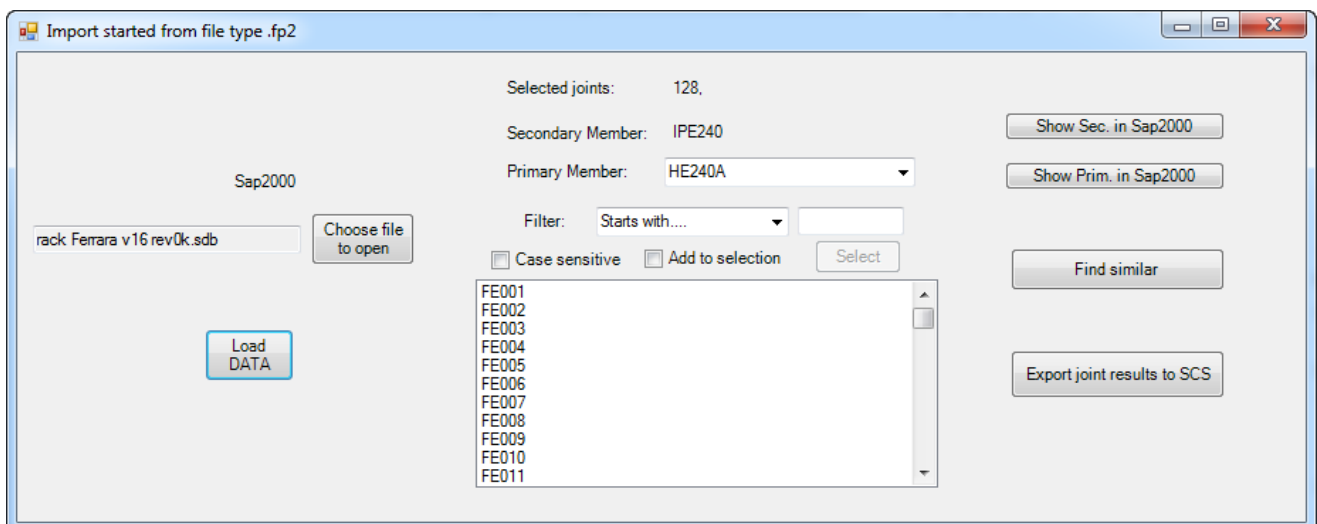 Import started from file type .fp2
Selected joints: 128,
Secondary Member: IPE240
Show Sec. in Sap2000
Primary Member: HE240A
Show Prim. in Sap2000
Sap2000
Filter: Starts with....
rack Ferrara v16 rev0k.sdb
Choose file
to open
Case sensitive Add to selection Select
Find similar
FE001
FE002
FE003
FE004
FE005
FE006
FE007
FE008
FE009
FE010
FE011
Load
DATA
Export joint results to SCS